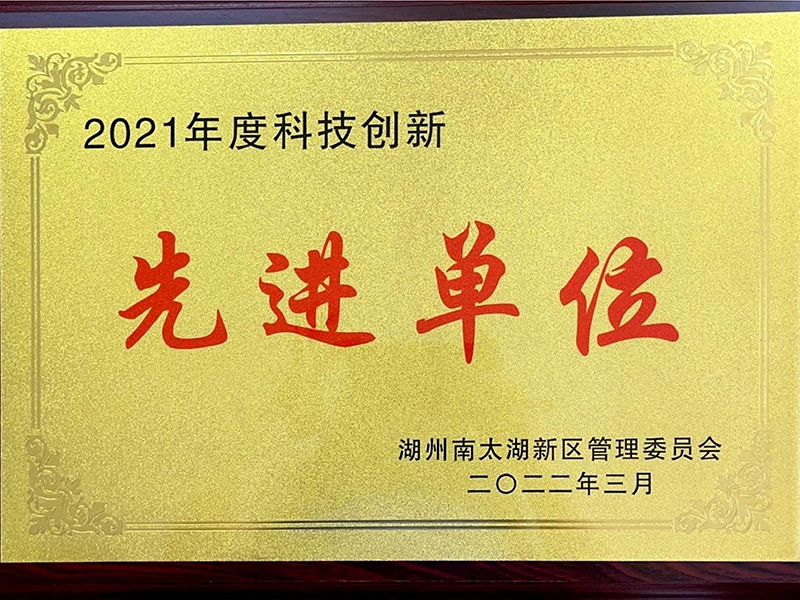 2021年度科技创新
先进单位
湖州南太湖新区管理委员会
二〇二二年三月